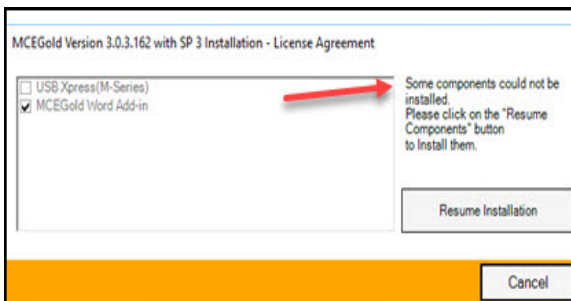 MCEGold Version 3.0.3.162 with SP 3 Installation - License Agreement
USB Xpress(M-Series)
MCEGold Word Add-in
Some components could not be
installed.
Please click on the "Resume
Components" button
to Install them.
Resume Installation
Cancel